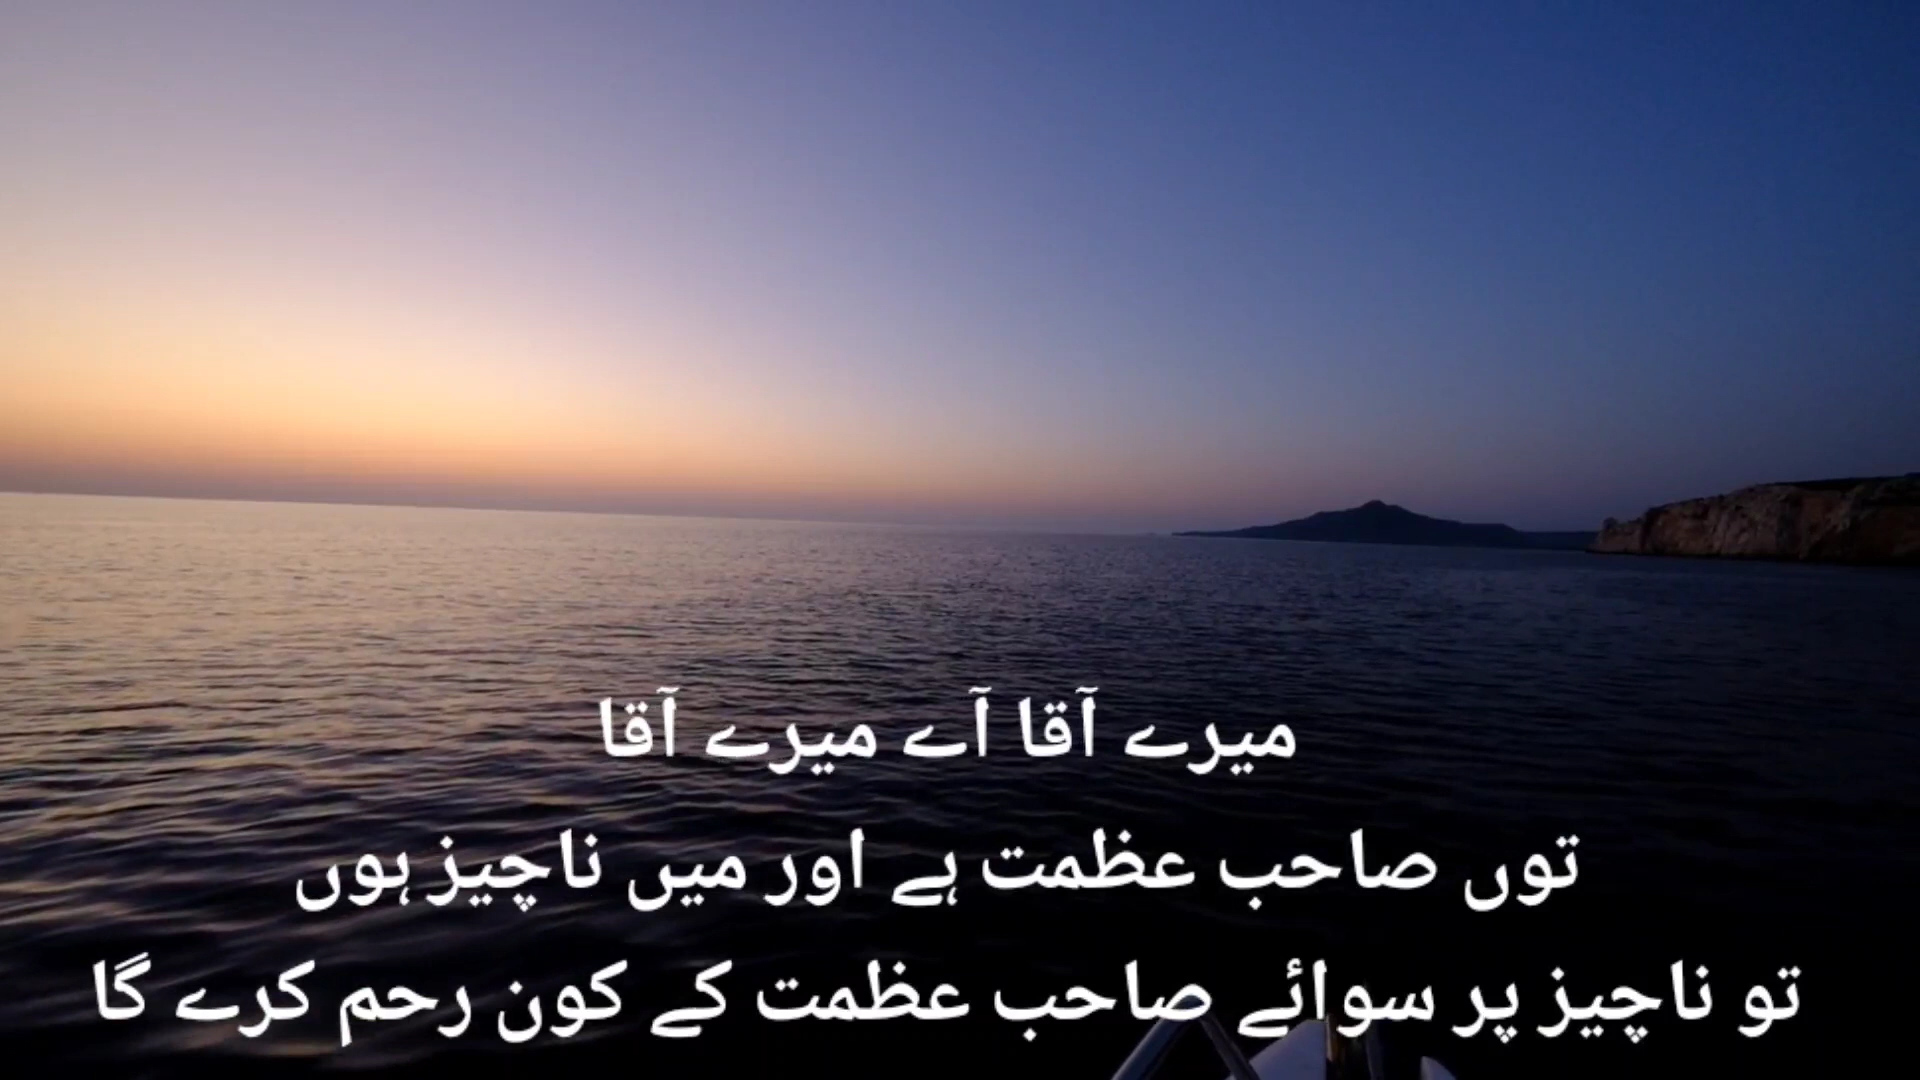 میرے آقا آے میرے آقا
توں صاحب عظمت ہے اور میں ناچیز ہوں
تو ناچیز پر سوائے صاحب عظمت کے کون رحم کرے گا